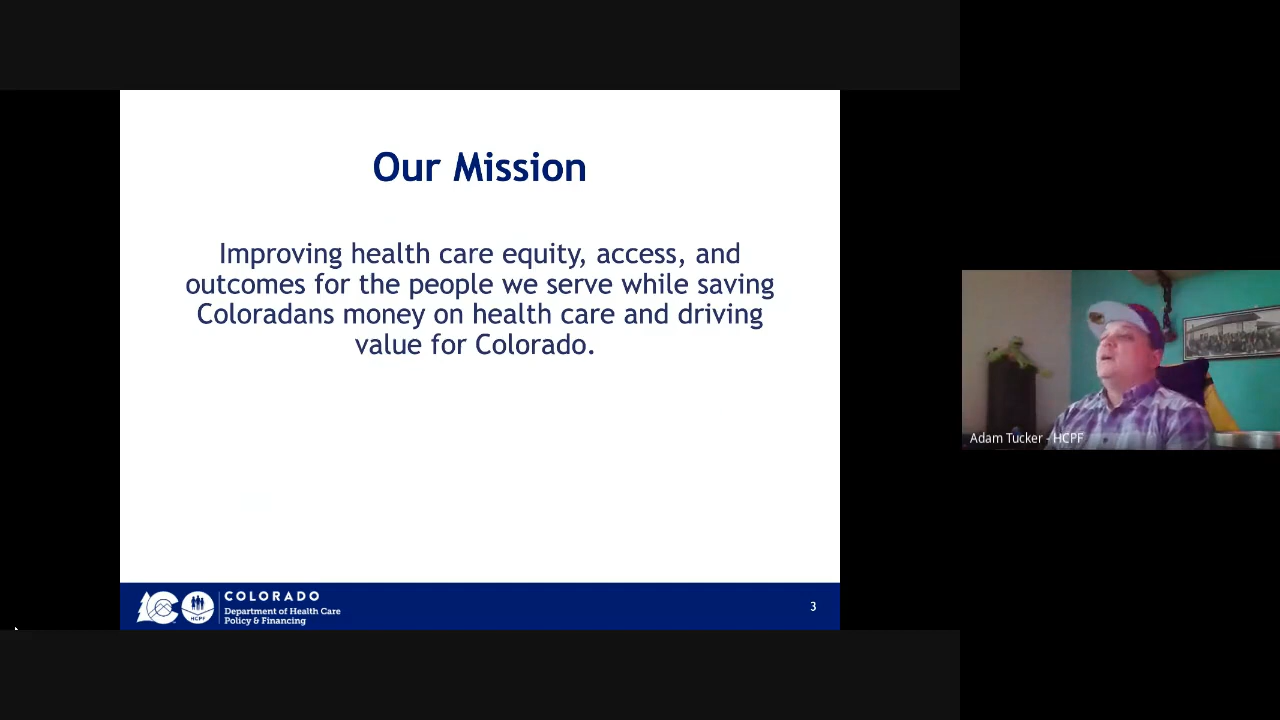 Our Mission
Improving health care equity, access, and
outcomes for the people we serve while saving
Coloradans money on health care and driving
value for Colorado.
Adam Tucker - HCPF
HCPF
COLORADO
Department of Health Care
Policy & Financing
3